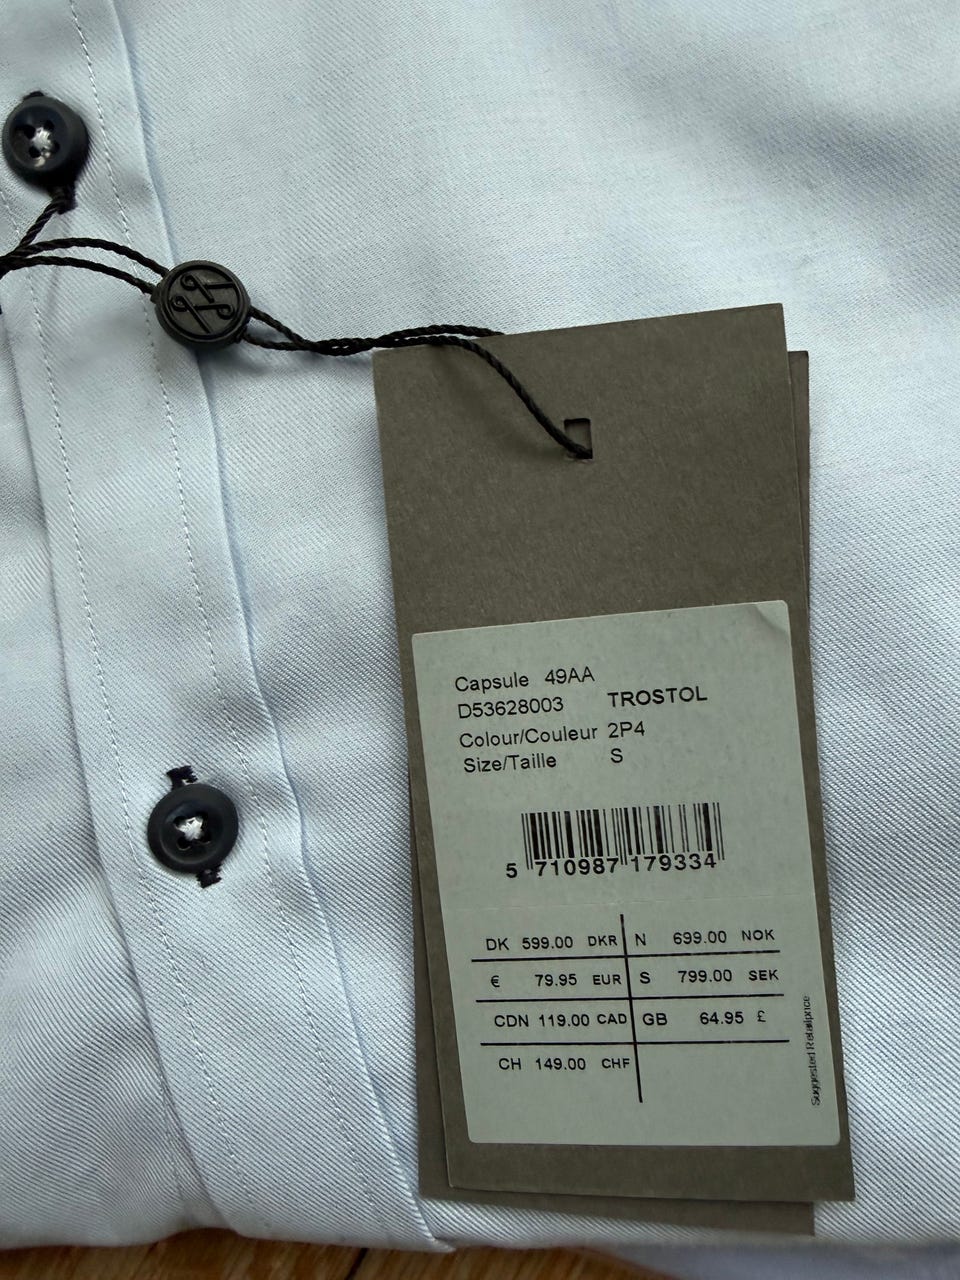 Capsule 49AA
D53628003 TROSTOL
Colour/Couleur 2P4
Size/Taille S
5 710987 179334
DK 599.00 DKR N 699.00 NOK
€ 79.95 EUR S 799.00 SEK
CDN 119.00 CAD GB 64.95 £
CH 149.00 CHF
Suggested Retailprice